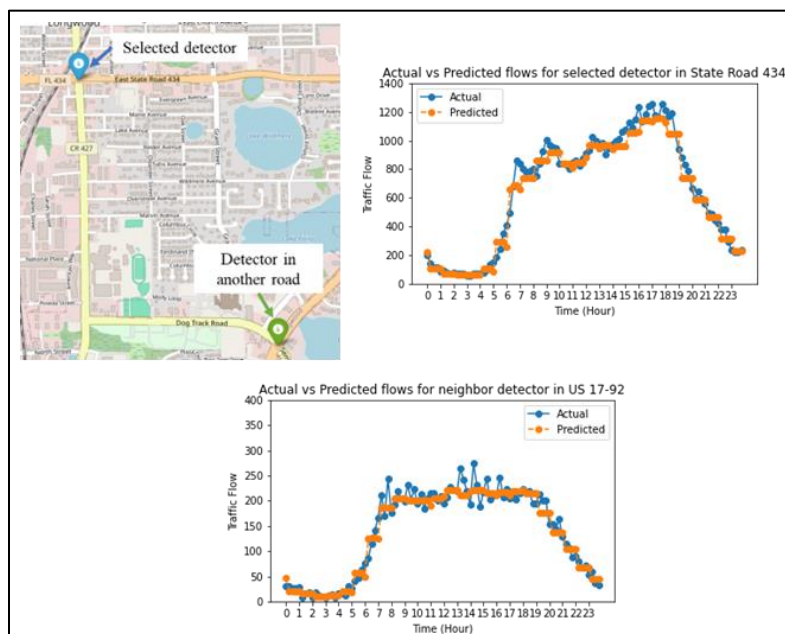 Longwood
Selected detector
FL 434
East State Road 434
Evergreen Avenue
CR 427
Detector in
another road
Dog Track Road
North Street
Actual vs Predicted flows for selected detector in State Road 434
1400
1200
1000
800
600
400
200
0
Traffic Flow
Actual
Predicted
0 1 2 3 4 5 6 7 8 9 10 11 12 13 14 15 16 17 18 19 20 21 22 23
Time (Hour)
Actual vs Predicted flows for neighbor detector in US 17-92
400
350
300
250
200
150
100
50
0
Traffic Flow
Actual
Predicted
0 1 2 3 4 5 6 7 8 9 10 11 12 13 14 15 16 17 18 19 20 21 22 23
Time (Hour)